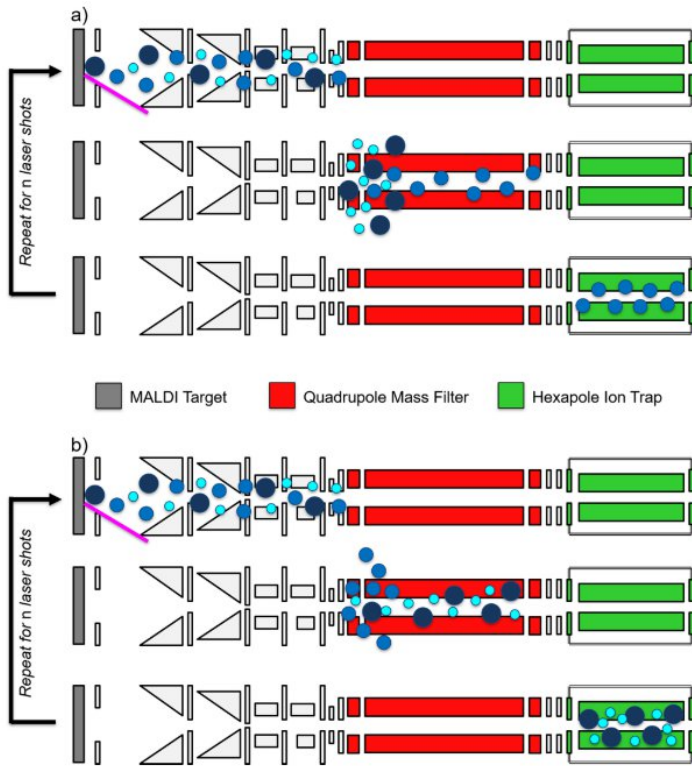 a)
Repeat for n laser shots
MALDI Target
Quadrupole Mass Filter
Hexapole Ion Trap
b)
Repeat for n laser shots